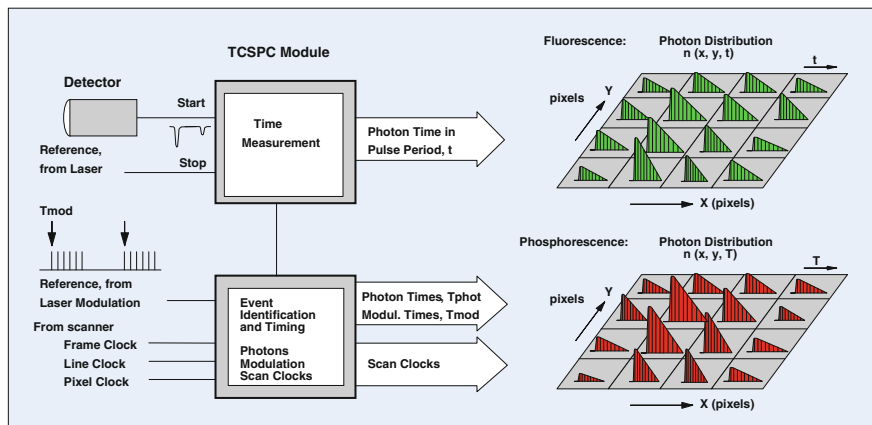 TCSPC Module
Detector
Start
Reference,
from Laser
Stop
Time
Measurement
Photon Time in
Pulse Period, t
Tmod
Reference, from
Laser Modulation
From scanner
Frame Clock
Line Clock
Pixel Clock
Event
Identification
and Timing
Photons
Modulation
Scan Clocks
Photon Times, Tphot
Modul. Times, Tmod
Scan Clocks
Fluorescence:
Photon Distribution
n (x, y, t)
t
Y
pixels
X (pixels)
Phosphorescence:
Photon Distribution
n (x, y, T)
T
Y
pixels
X (pixels)